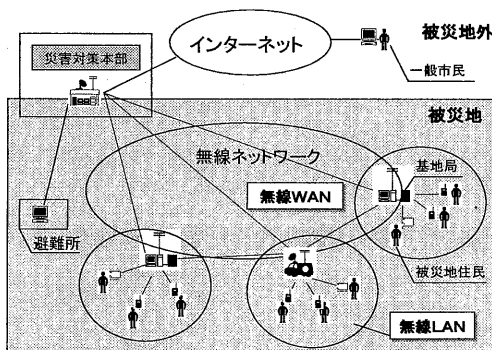 被災地外
インターネット
一般市民
災害対策本部
被災地
無線ネットワーク
基地局
無線WAN
避難所
被災地住民
無線LAN